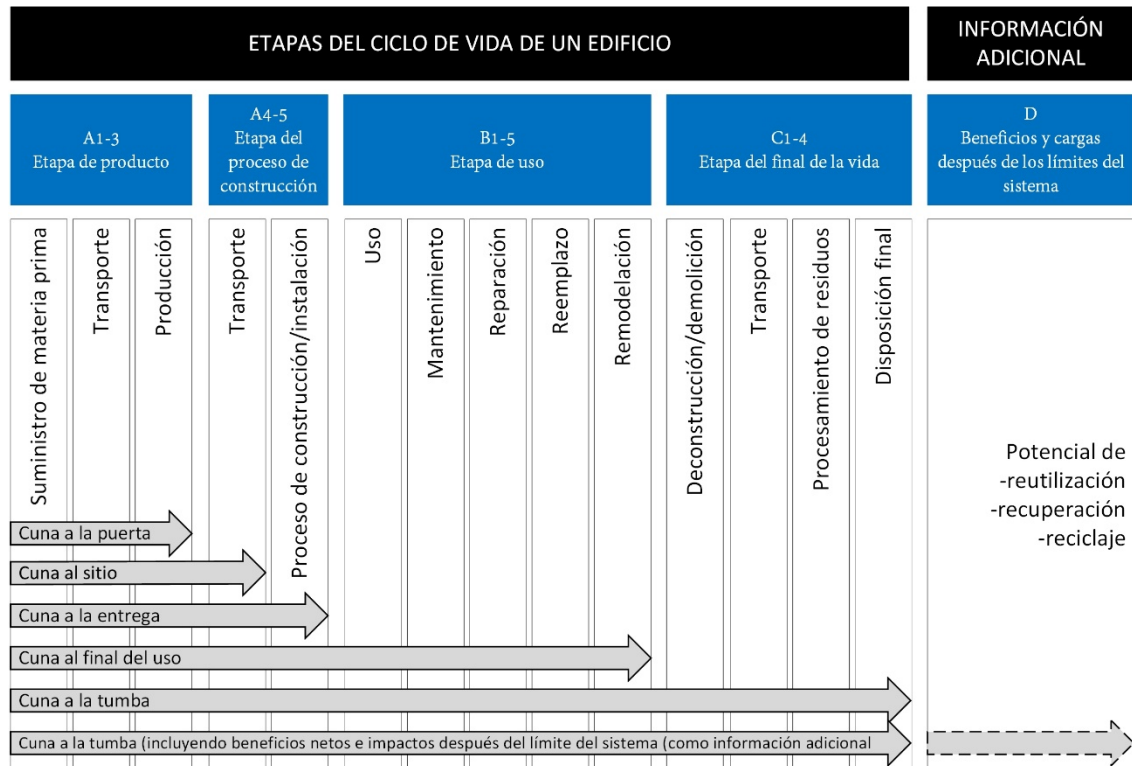 ETAPAS DEL CICLO DE VIDA DE UN EDIFICIO
INFORMACIÓN
ADICIONAL
A1-3
Etapa de producto
A4-5
Etapa del
proceso de
construcción
B1-5
Etapa de uso
C1-4
Etapa del final de la vida
D
Beneficios y cargas
después de los límites del
sistema
Suministro de materia prima
Transporte
Producción
Transporte
Proceso de construcción/instalación
Uso
Mantenimiento
Reparación
Reemplazo
Remodelación
Deconstrucción/demolición
Transporte
Procesamiento de residuos
Disposición final
Potencial de
-reutilización
-recuperación
-reciclaje
Cuna a la puerta
Cuna al sitio
Cuna a la entrega
Cuna al final del uso
Cuna a la tumba
Cuna a la tumba (incluyendo beneficios netos e impactos después del límite del sistema (como información adicional